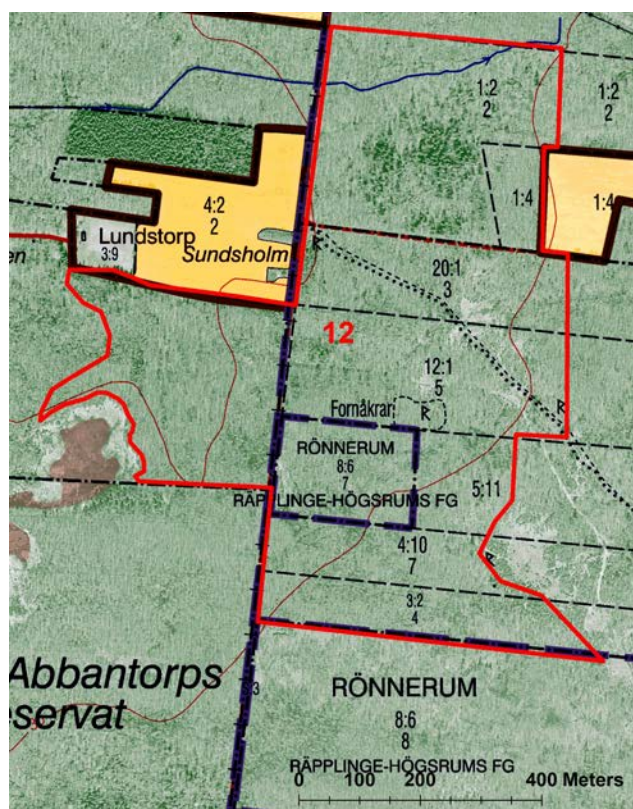 1:2
2
1:2
2
1:4
1:4
4:2
2
Lundstorp
3:9
Sundsholm
en
R
20:1
3
12
12:1
5
Fornåkrar
R
R
RÖNNERUM
8:6
7
RÄPPLINGE-HÖGSRUMS FG
5:11
4:10
7
R
3:2
4
Abbantorps
eservat
RÖNNERUM
8:6
8
RÄPPLINGE-HÖGSRUMS FG
0 100 200 400 Meters